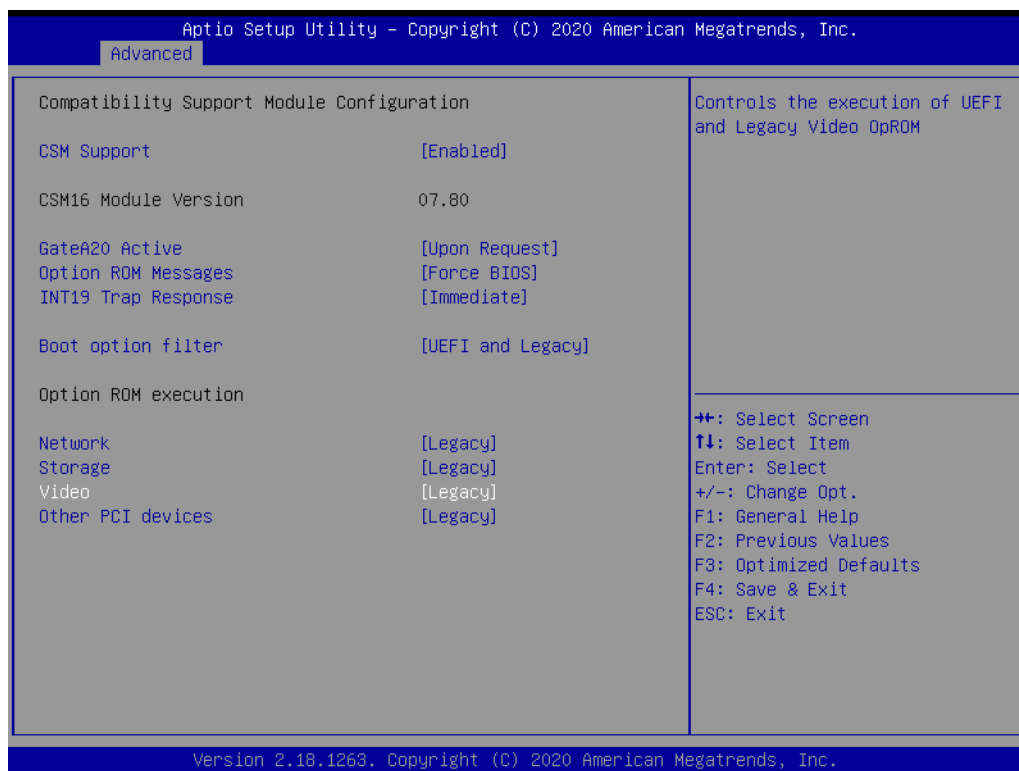 Aptio Setup Utility – Copyright (C) 2020 American Megatrends, Inc.
Advanced
Compatibility Support Module Configuration
CSM Support [Enabled]
CSM16 Module Version 07.80
GateA20 Active [Upon Request]
Option ROM Messages [Force BIOS]
INT19 Trap Response [Immediate]
Boot option filter [UEFI and Legacy]
Option ROM execution
Network [Legacy]
Storage [Legacy]
Video [Legacy]
Other PCI devices [Legacy]
Controls the execution of UEFI
and Legacy Video OpROM
→←: Select Screen
↑↓: Select Item
Enter: Select
+/-: Change Opt.
F1: General Help
F2: Previous Values
F3: Optimized Defaults
F4: Save & Exit
ESC: Exit
Version 2.18.1263. Copyright (C) 2020 American Megatrends, Inc.